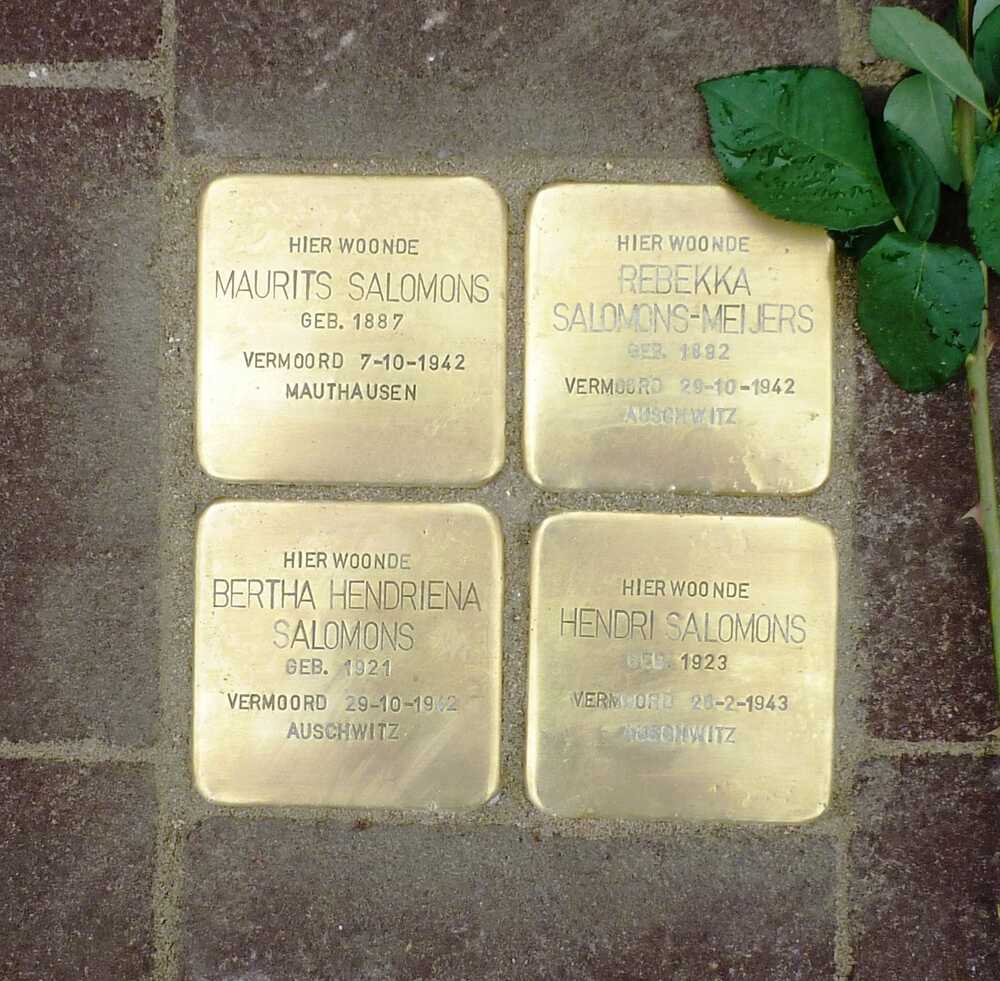 HIER WOONDE
MAURITS SALOMONS
GEB. 1887
VERMOORD 7-10-1942
MAUTHAUSEN
HIER WOONDE
REBEKKA
SALOMONS-MEIJERS
GEB. 1892
VERMOORD 29-10-1942
AUSCHWITZ
HIER WOONDE
BERTHA HENDRIENA
SALOMONS
GEB. 1921
VERMOORD 29-10-1942
AUSCHWITZ
HIER WOONDE
HENDRI SALOMONS
GEB. 1923
VERMOORD 28-2-1943
AUSCHWITZ